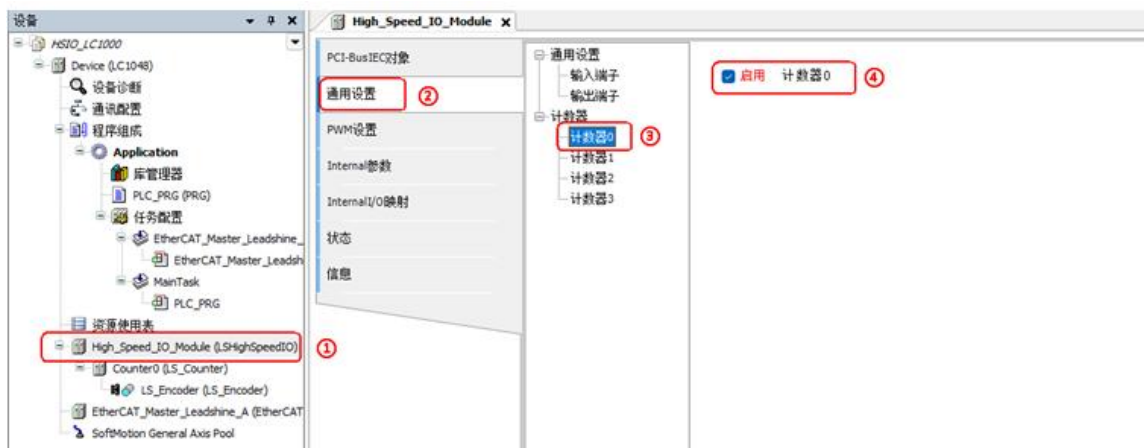 设备
HSIO_LC1000
Device (LC1048)
设备诊断
通讯配置
程序组成
Application
库管理器
PLC_PRG (PRG)
任务配置
EtherCAT_Master_Leadshine_
EtherCAT_Master_Leadsh
MainTask
PLC_PRG
资源使用表
High_Speed_IO_Module (LSHighSpeedIO)
①
Counter0 (LS_Counter)
LS_Encoder (LS_Encoder)
EtherCAT_Master_Leadshine_A (EtherCAT
SoftMotion General Axis Pool
High_Speed_IO_Module
PCI-BusIEC对象
通用设置
②
PWM设置
Internal参数
InternalI/O映射
状态
信息
通用设置
输入端子
输出端子
计数器
计数器0
③
计数器1
计数器2
计数器3
启用 计数器0
④